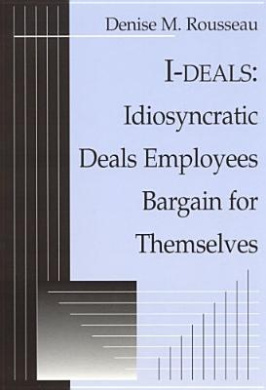 Denise M. Rousseau
I-DEALS:
Idiosyncratic
Deals Employees
Bargain for
Themselves